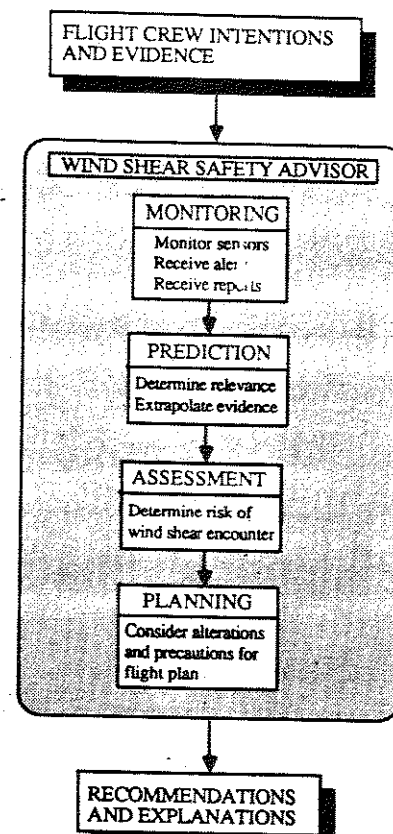 FLIGHT CREW INTENTIONS
AND EVIDENCE
WIND SHEAR SAFETY ADVISOR
MONITORING
Monitor sensors
Receive
Receive reports
PREDICTION
Determine relevance
Extrapolate evidence
ASSESSMENT
Determine risk of
wind shear encounter
PLANNING
Consider alterations
and precautions for
flight plan
RECOMMENDATIONS
AND EXPLANATIONS